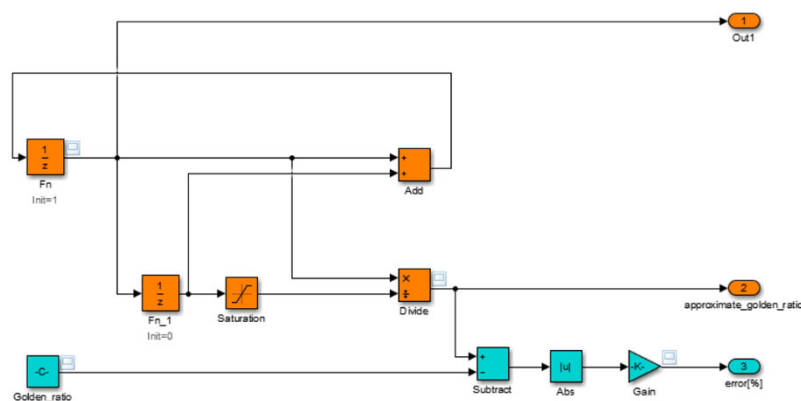 1
Out1
1
z
Fn
Init=1
+
+
Add
1
z
Fn_1
Init=0
Saturation
×
÷
Divide
2
approximate_golden_ratio
-C-
Golden_ratio
+
−
Subtract
|u|
Abs
-K-
Gain
3
error[%]